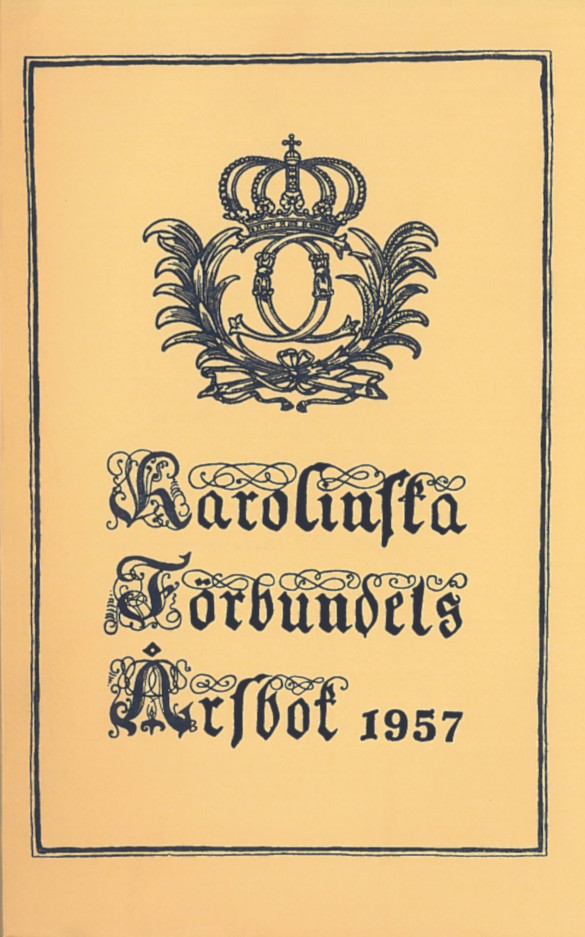 Karolinſka
Förbundets
Årſbok 1957